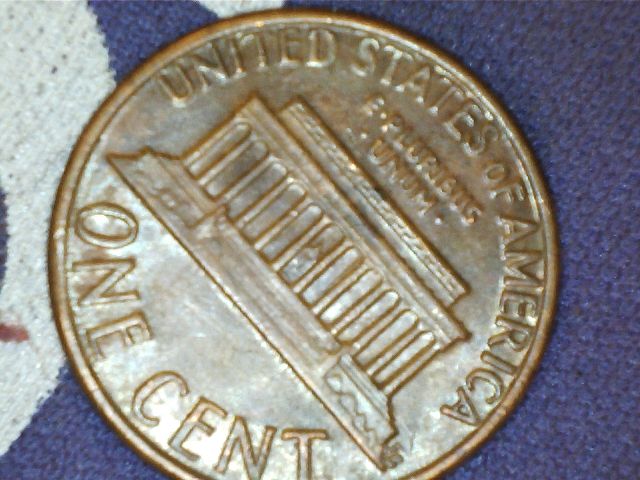 UNITED STATES OF AMERICA
E·PLURIBUS
·UNUM·
ONE CENT